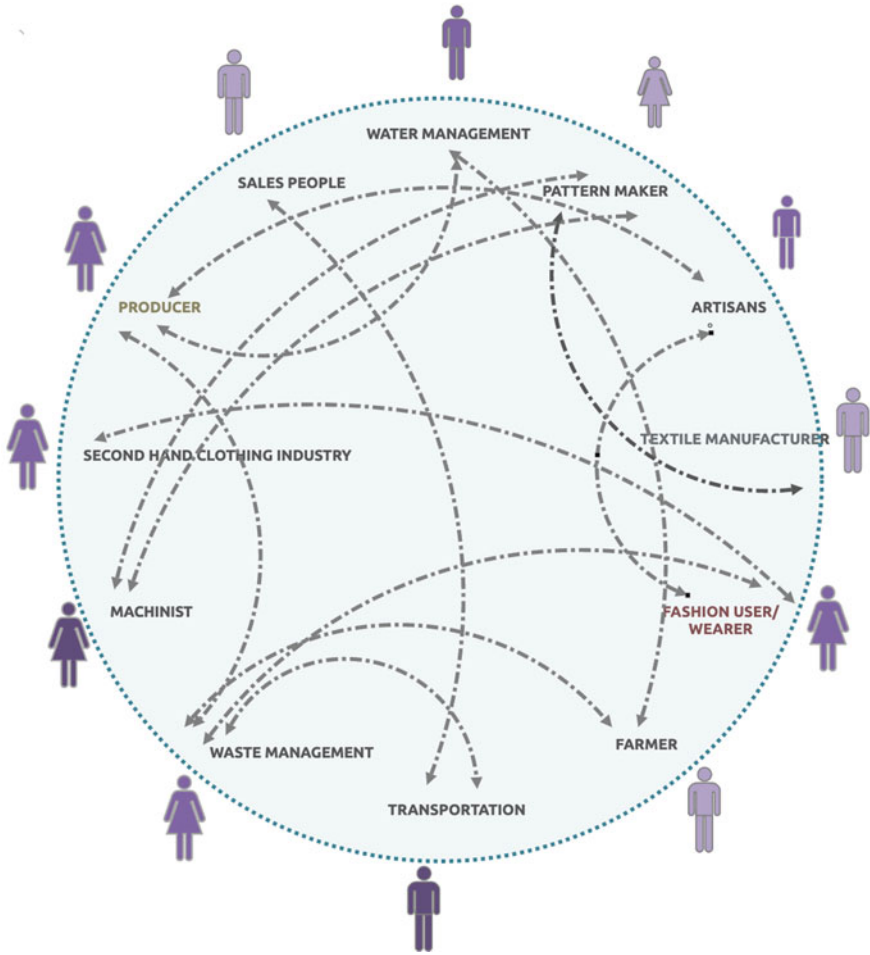 WATER MANAGEMENT
SALES PEOPLE
PATTERN MAKER
PRODUCER
ARTISANS
TEXTILE MANUFACTURER
SECOND HAND CLOTHING INDUSTRY
MACHINIST
FASHION USER/
WEARER
FARMER
WASTE MANAGEMENT
TRANSPORTATION